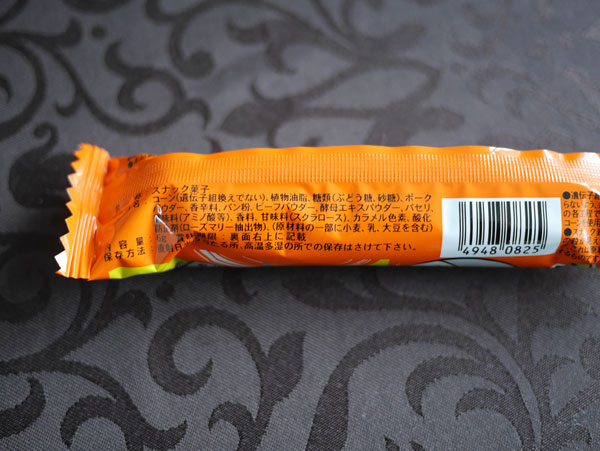 スナック菓子
コーン(遺伝子組換えでない)、植物油脂、糖類(ぶどう糖、砂糖)、ポーク
パウダー、香辛料、パン粉、ビーフパウダー、酵母エキスパウダー、パセリ、
味料(アミノ酸等)、香料、甘味料(スクラロース)、カラメル色素、酸化
防止剤(ローズマリー抽出物)、(原材料の一部に小麦、乳、大豆を含む)
内容量:6g 賞味期限:裏面右上に記載
保存方法:直射日光の当たる所、高温多湿の所での保存はさけて下さい。
4948 0825
●遺伝子